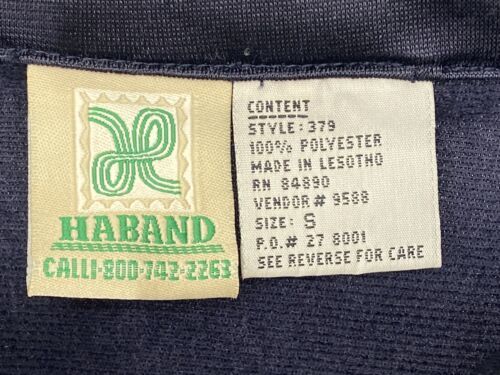 HABAND
CALL1-800-742-2263
CONTENT
STYLE: 379
100% POLYESTER
MADE IN LESOTHO
RN 84890
VENDOR# 9588
SIZE: S
P.O.# 27 8001
SEE REVERSE FOR CARE